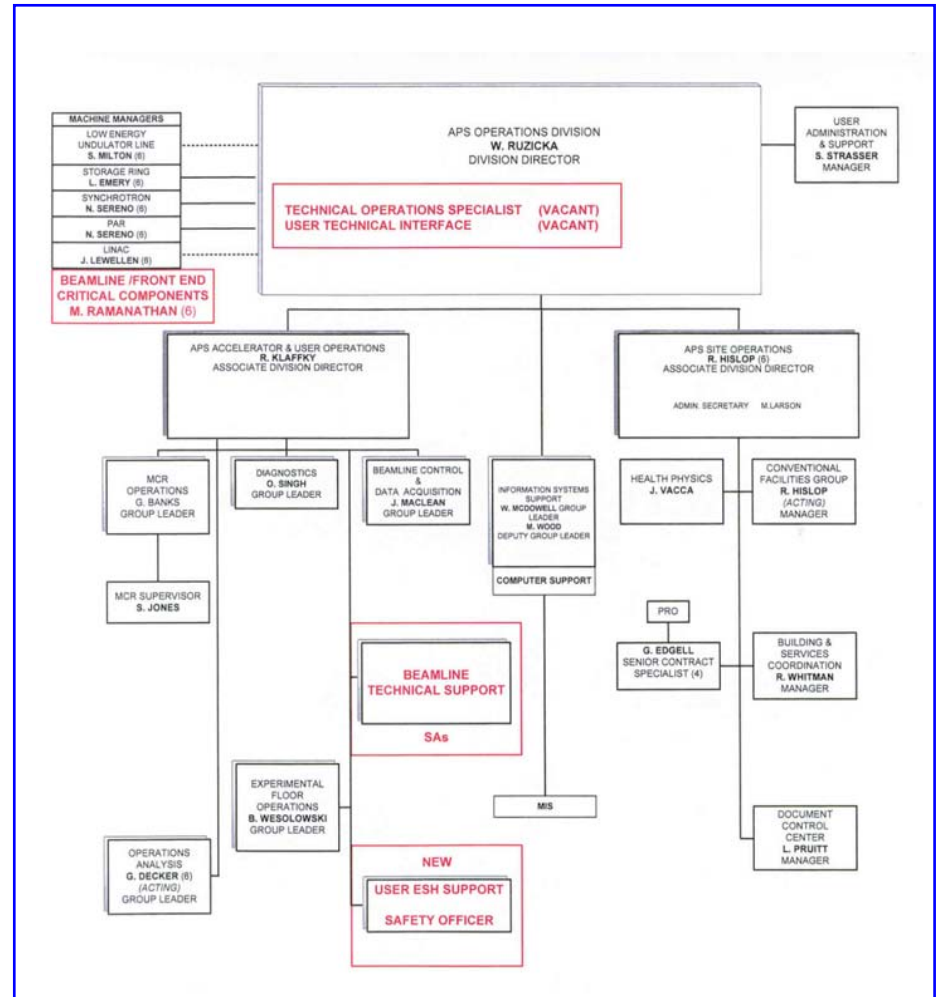 MACHINE MANAGERS
LOW ENERGY
UNDULATOR LINE
S. MILTON (6)
STORAGE RING
L. EMERY (6)
SYNCHROTRON
N. SERENO (6)
PAR
N. SERENO (6)
LINAC
J. LEWELLEN (6)
BEAMLINE /FRONT END
CRITICAL COMPONENTS
M. RAMANATHAN (6)
APS OPERATIONS DIVISION
W. RUZICKA
DIVISION DIRECTOR
TECHNICAL OPERATIONS SPECIALIST (VACANT)
USER TECHNICAL INTERFACE (VACANT)
USER
ADMINISTRATION
& SUPPORT
S. STRASSER
MANAGER
APS ACCELERATOR & USER OPERATIONS
R. KLAFFKY
ASSOCIATE DIVISION DIRECTOR
APS SITE OPERATIONS
R. HISLOP (6)
ASSOCIATE DIVISION DIRECTOR
ADMIN. SECRETARY M.LARSON
MCR
OPERATIONS
G. BANKS
GROUP LEADER
DIAGNOSTICS
O. SINGH
GROUP LEADER
BEAMLINE CONTROL
&
DATA ACQUISITION
J. MACLEAN
GROUP LEADER
INFORMATION SYSTEMS
SUPPORT
W. MCDOWELL GROUP
LEADER
M. WOOD
DEPUTY GROUP LEADER
COMPUTER SUPPORT
HEALTH PHYSICS
J. VACCA
CONVENTIONAL
FACILITIES GROUP
R. HISLOP
(ACTING)
MANAGER
MCR SUPERVISOR
S. JONES
PRO
G. EDGELL
SENIOR CONTRACT
SPECIALIST (4)
BUILDING &
SERVICES
COORDINATION
R. WHITMAN
MANAGER
BEAMLINE
TECHNICAL SUPPORT
SAs
EXPERIMENTAL
FLOOR
OPERATIONS
B. WESOLOWSKI
GROUP LEADER
MIS
DOCUMENT
CONTROL
CENTER
L. PRUITT
MANAGER
OPERATIONS
ANALYSIS
G. DECKER (6)
(ACTING)
GROUP LEADER
NEW
USER ESH SUPPORT
SAFETY OFFICER